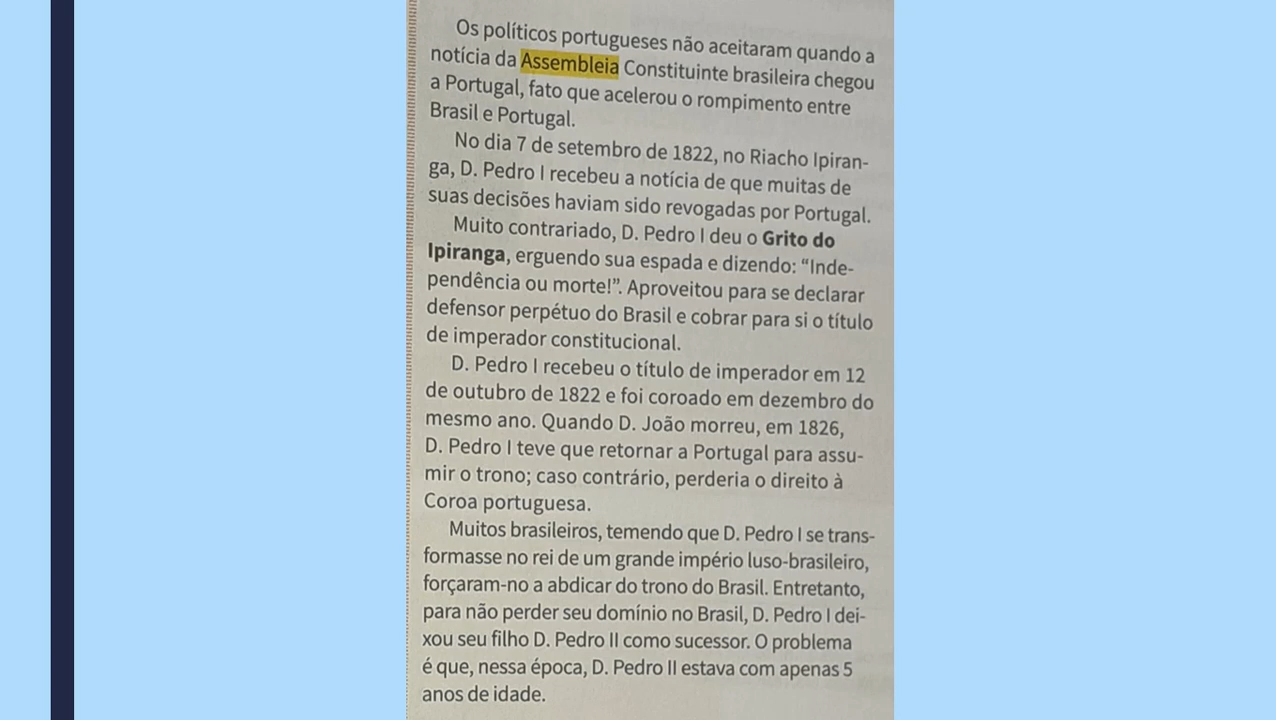 Os políticos portugueses não aceitaram quando a
notícia da Assembleia Constituinte brasileira chegou
a Portugal, fato que acelerou o rompimento entre
Brasil e Portugal.
No dia 7 de setembro de 1822, no Riacho Ipiran-
ga, D. Pedro I recebeu a notícia de que muitas de
suas decisões haviam sido revogadas por Portugal.
Muito contrariado, D. Pedro I deu o Grito do
Ipiranga, erguendo sua espada e dizendo: “Inde-
pendência ou morte!”. Aproveitou para se declarar
defensor perpétuo do Brasil e cobrar para si o título
de imperador constitucional.
D. Pedro I recebeu o título de imperador em 12
de outubro de 1822 e foi coroado em dezembro do
mesmo ano. Quando D. João morreu, em 1826,
D. Pedro I teve que retornar a Portugal para assu-
mir o trono; caso contrário, perderia o direito à
Coroa portuguesa.
Muitos brasileiros, temendo que D. Pedro I se trans-
formasse no rei de um grande império luso-brasileiro,
forçaram-no a abdicar do trono do Brasil. Entretanto,
para não perder seu domínio no Brasil, D. Pedro I dei-
xou seu filho D. Pedro II como sucessor. O problema
é que, nessa época, D. Pedro II estava com apenas 5
anos de idade.